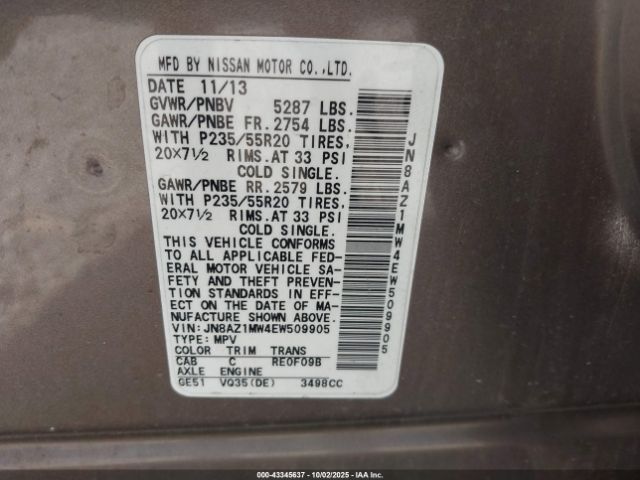 MFD BY NISSAN MOTOR CO.,LTD.
DATE 11/13
GVWR/PNBV 5287 LBS.
GAWR/PNBE FR. 2754 LBS.
WITH P235/55R20 TIRES,
20X7½ RIMS. AT 33 PSI
COLD SINGLE.
GAWR/PNBE RR. 2579 LBS.
WITH P235/55R20 TIRES,
20X7½ RIMS. AT 33 PSI
COLD SINGLE.
THIS VEHICLE CONFORMS
TO ALL APPLICABLE FED-
ERAL MOTOR VEHICLE SA-
FETY AND THEFT PREVEN-
TION STANDARDS IN EFF-
ECT ON THE DATE OF MA-
NUFACTURE SHOWN ABOVE.
VIN: JN8AZ1MW4EW509905
TYPE: MPV
COLOR TRIM TRANS
CAB C RE0F09B
AXLE ENGINE
GE51 VQ35(DE) 3498CC
JN8AZ1MW4EW509905
000-43345637 - 10/02/2025 - COPYRIGHT IAA, INC.